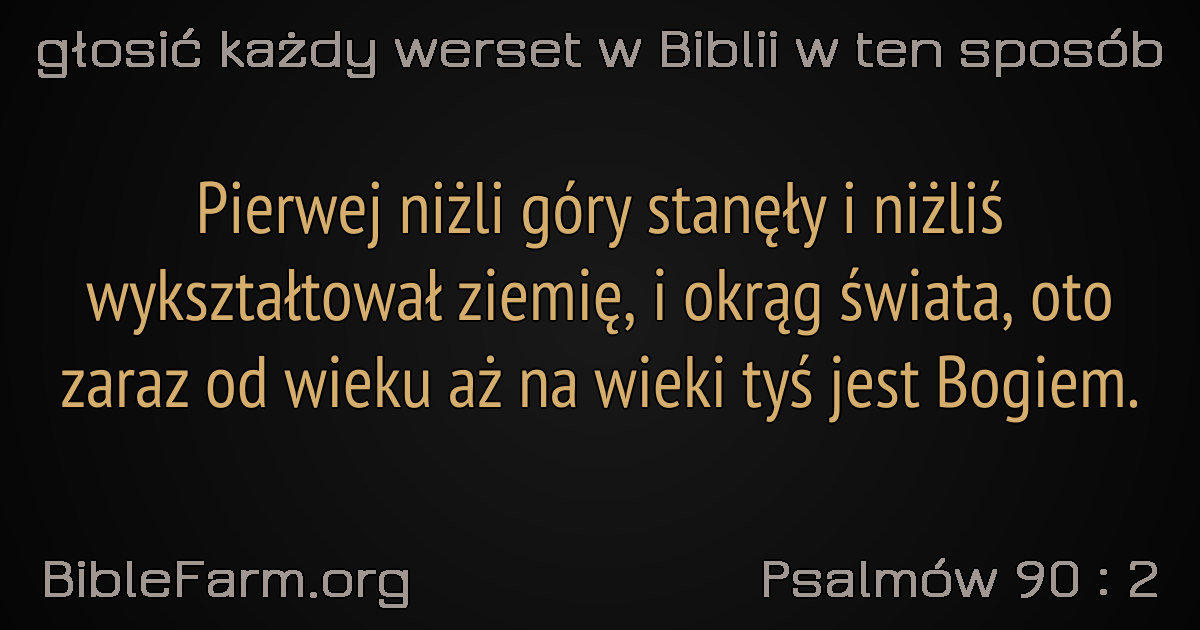 głosić każdy werset w Biblii w ten sposób
Pierwej niżli góry stanęły i niżliś
wykształtował ziemię, i okrąg świata, oto
zaraz od wieku aż na wieki tyś jest Bogiem.
BibleFarm.org
Psalmów 90 : 2